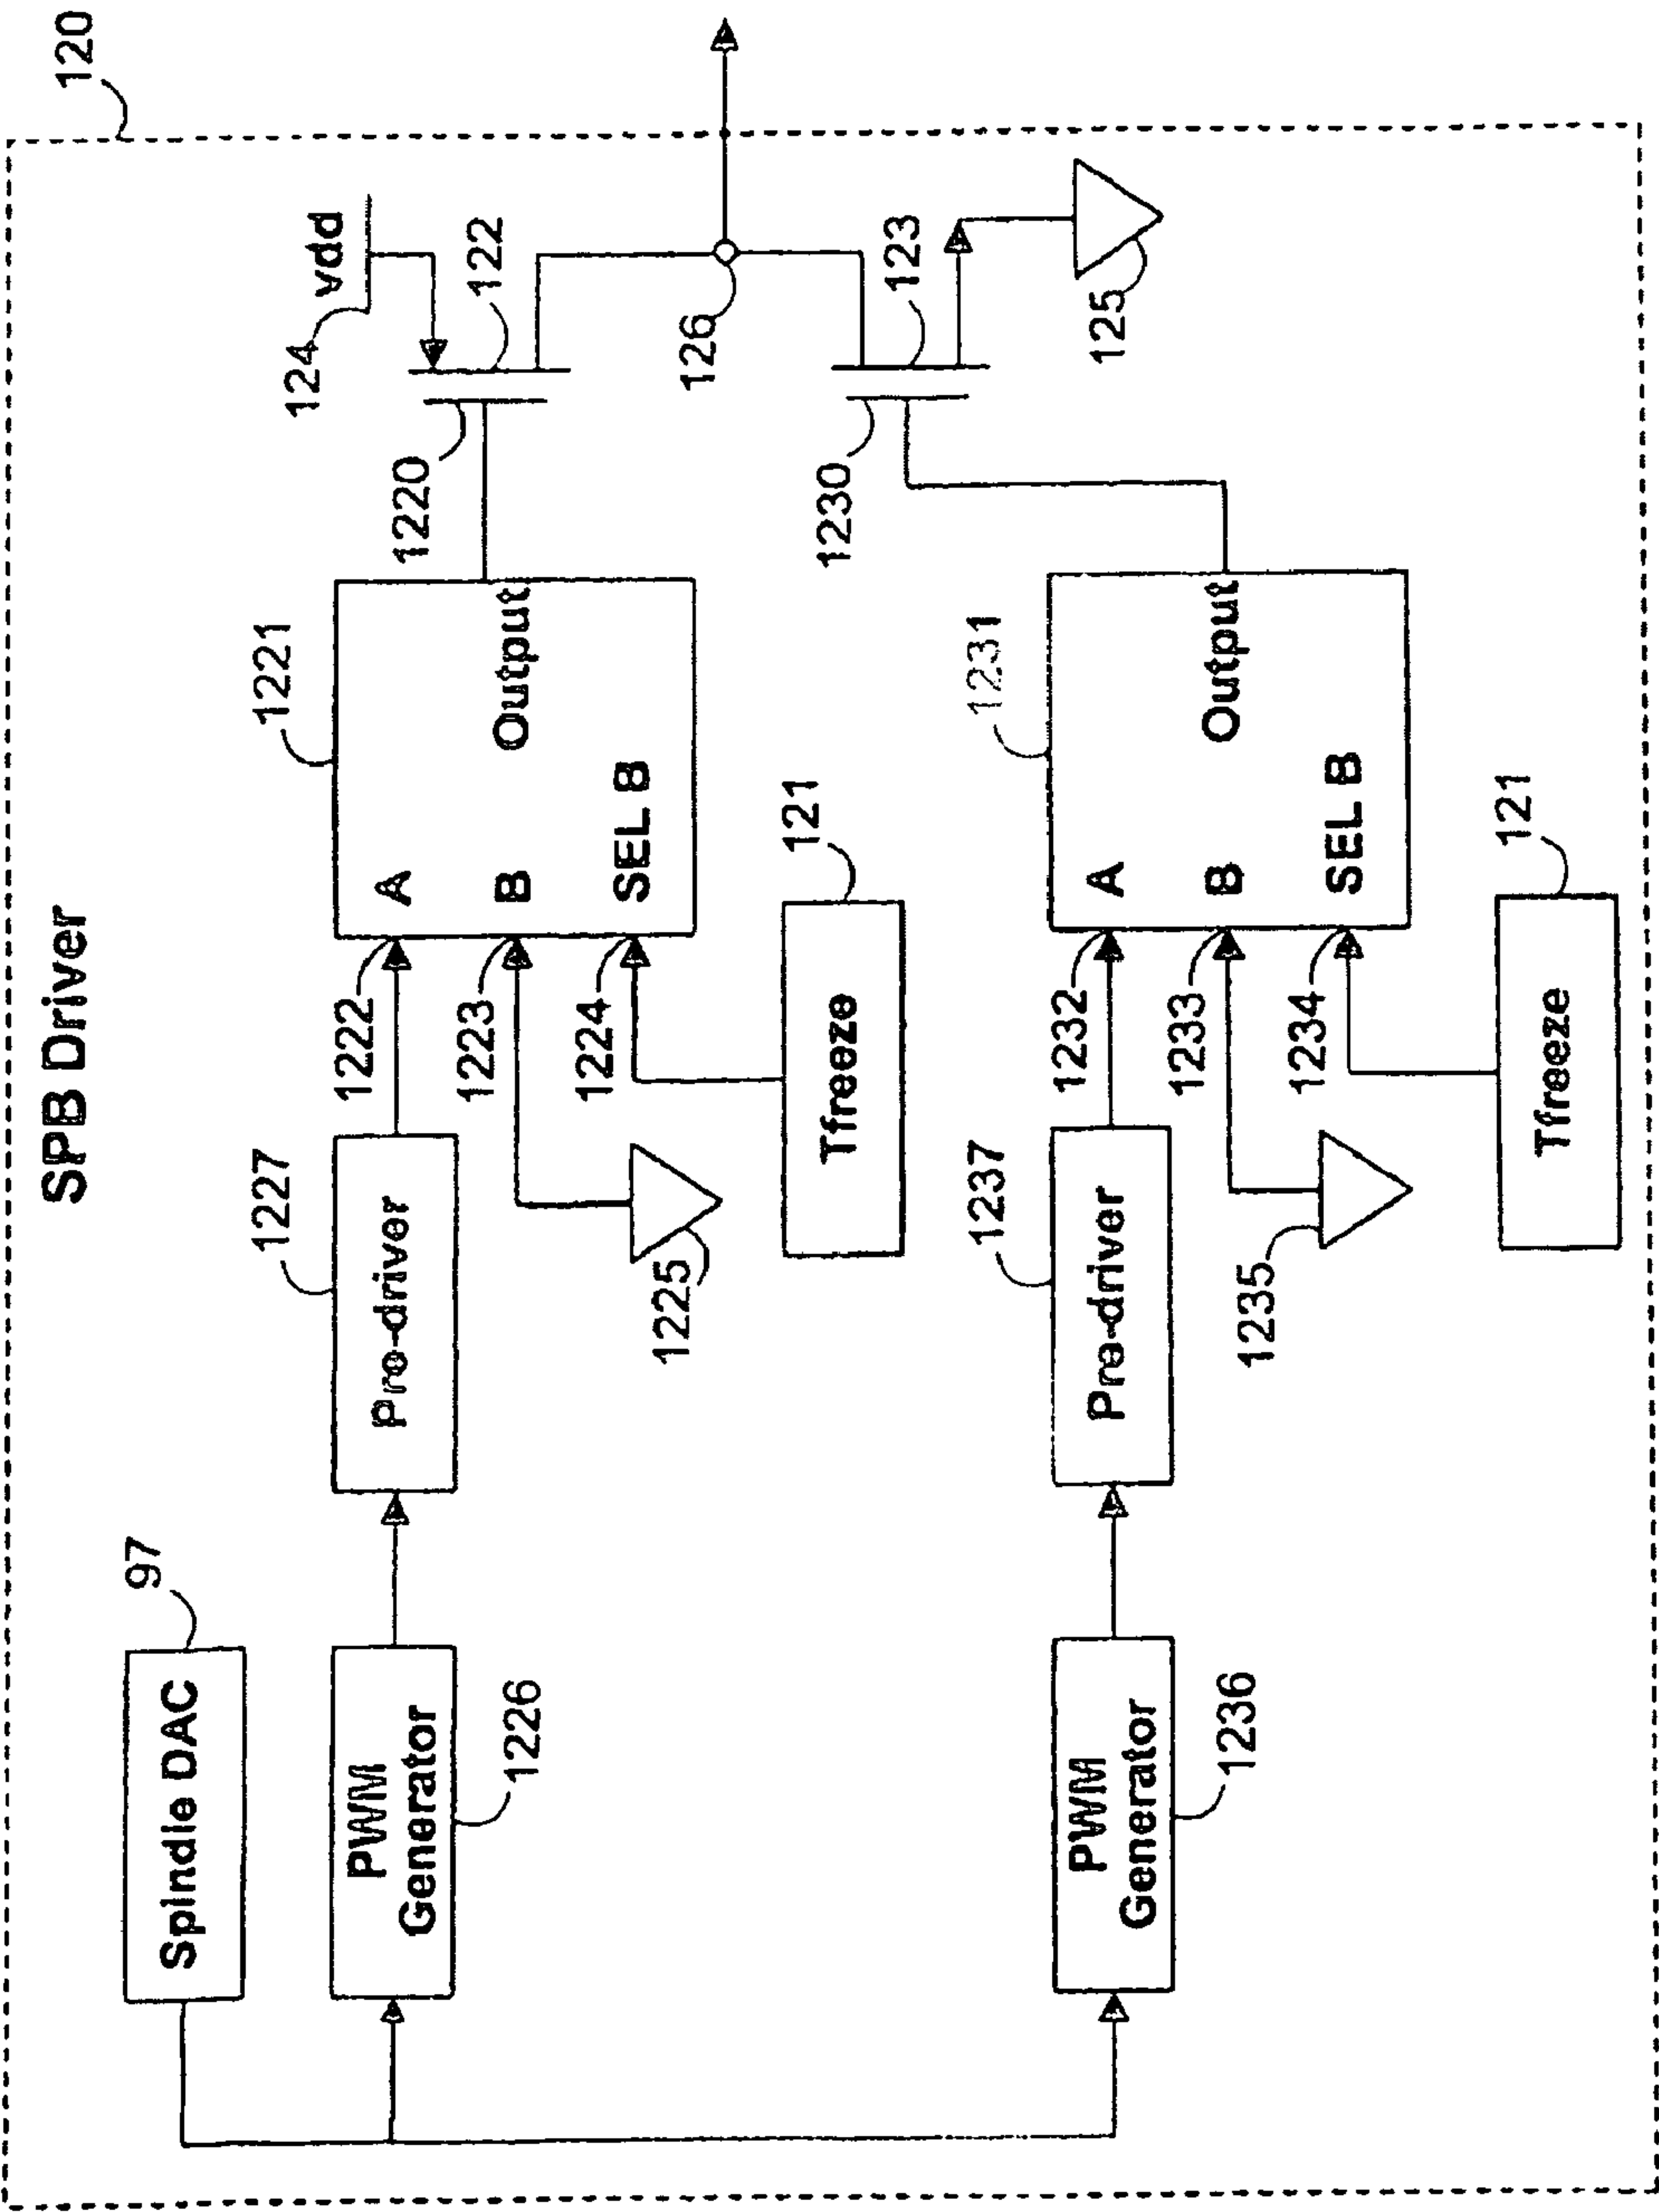 SPB Driver
120
97
Spindle DAC
PWM
Generator
1226
1227
Pre-driver
1222
1223
1224
1225
A
B
SEL B
Output
1221
Tfreeze
121
1220
124
vdd
122
126
PWM
Generator
1236
1237
Pre-driver
1232
1233
1234
1235
A
B
SEL B
Output
1231
Tfreeze
121
1230
123
125